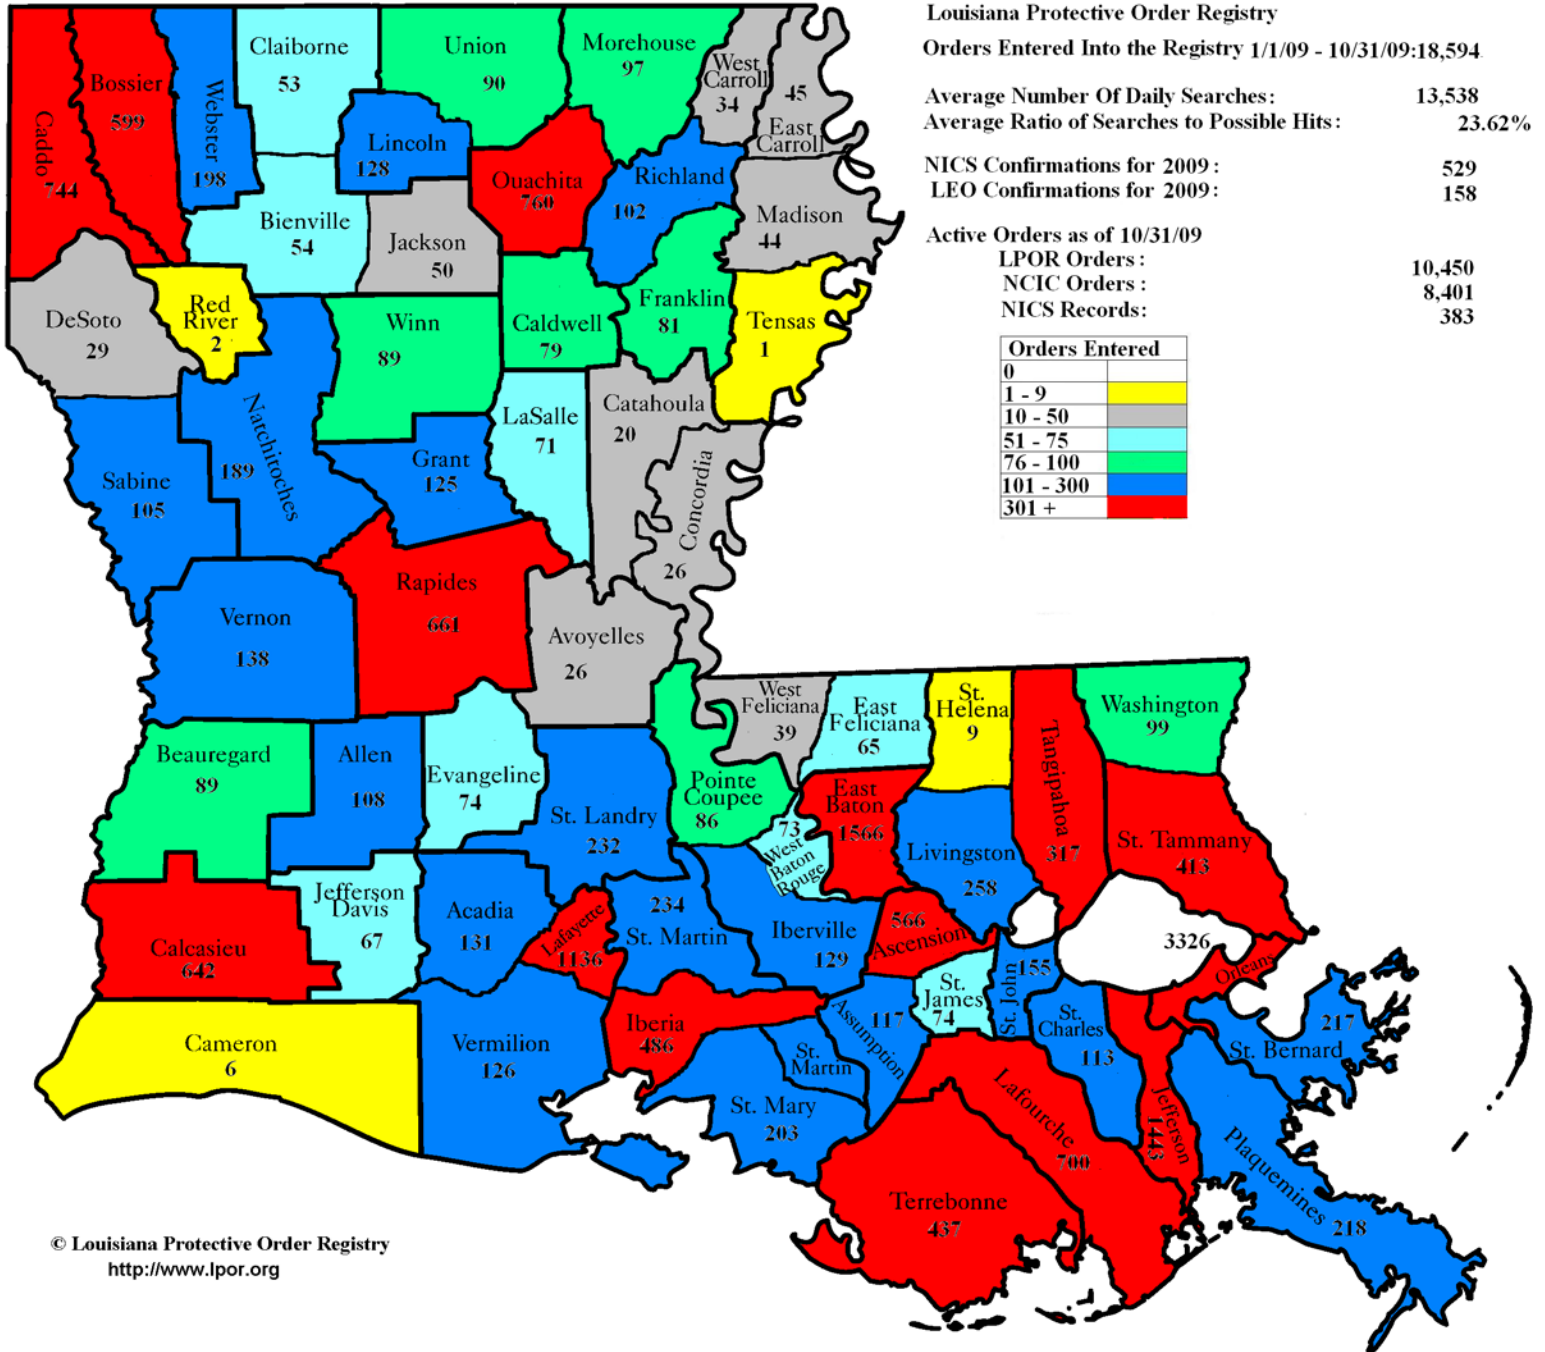 Louisiana Protective Order Registry
Orders Entered Into the Registry 1/1/09 - 10/31/09:18,594
Average Number Of Daily Searches: 13,538
Average Ratio of Searches to Possible Hits: 23.62%
NICS Confirmations for 2009: 529
LEO Confirmations for 2009: 158
Active Orders as of 10/31/09
LPOR Orders: 10,450
NCIC Orders: 8,401
NICS Records: 383
Orders Entered
0
1 - 9
10 - 50
51 - 75
76 - 100
101 - 300
301 +
Caddo
744
Bossier
599
Webster
198
Claiborne
53
Union
90
Morehouse
97
West
Carroll
34
45
East
Carroll
Lincoln
128
Ouachita
760
Richland
102
Madison
44
Bienville
54
Jackson
50
DeSoto
29
Red
River
2
Winn
89
Caldwell
79
Franklin
81
Tensas
1
Natchitoches
189
Sabine
105
Grant
125
LaSalle
71
Catahoula
20
Concordia
26
Vernon
138
Rapides
661
Avoyelles
26
Beauregard
89
Allen
108
Evangeline
74
St. Landry
232
Pointe
Coupee
86
West
Feliciana
39
East
Feliciana
65
St.
Helena
9
Tangipahoa
317
Washington
99
73
West
Baton
Rouge
East
Baton
1566
Livingston
258
St. Tammany
413
Calcasieu
642
Jefferson
Davis
67
Acadia
131
Lafayette
1136
234
St. Martin
Iberville
129
566
Ascension
3326
Orleans
Cameron
6
Vermilion
126
Iberia
486
St.
Martin
St. Mary
203
117
Assumption
St.
James
74
St. John
155
St.
Charles
113
217
St. Bernard
Jefferson
1443
Lafourche
700
Terrebonne
437
Plaquemines
218
© Louisiana Protective Order Registry
http://www.lpor.org